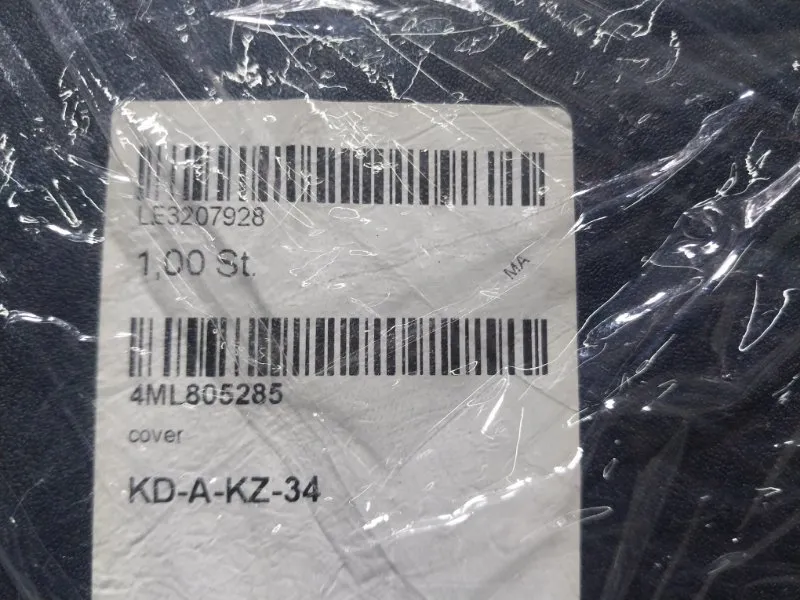 LE3207928
1,00 St.
MA
4ML805285
cover
KD-A-KZ-34